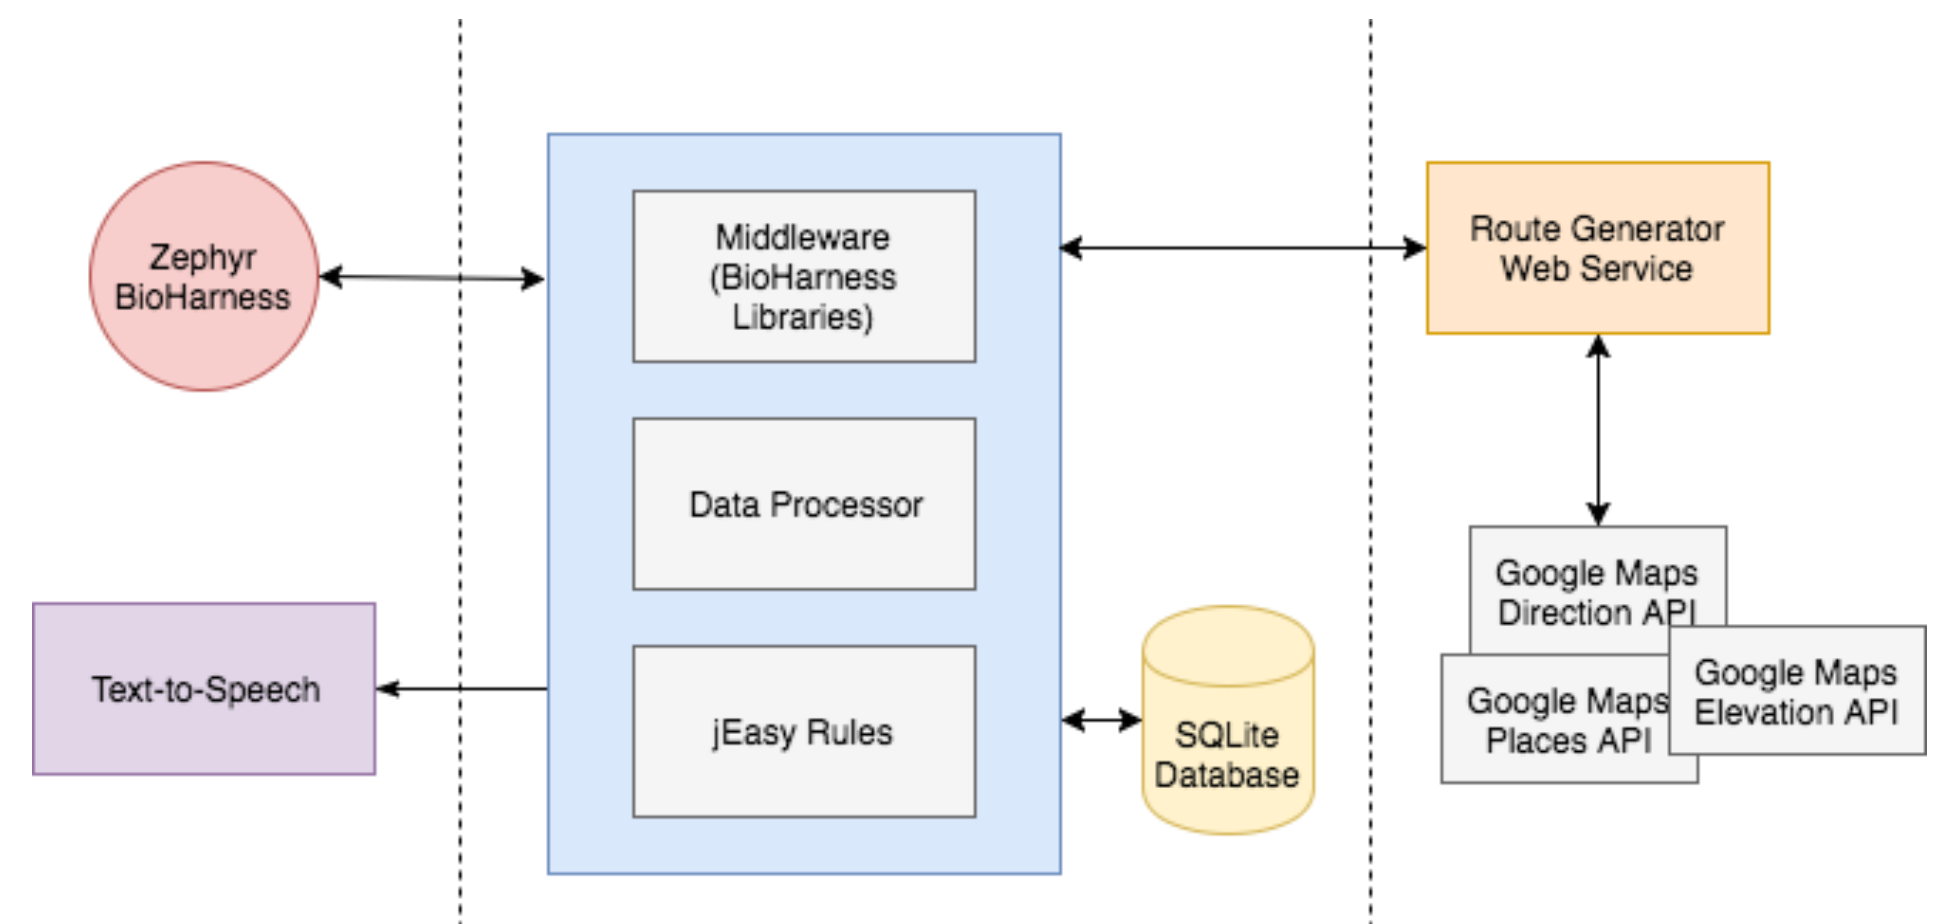 Zephyr
BioHarness
Text-to-Speech
Middleware
(BioHarness
Libraries)
Data Processor
jEasy Rules
SQLite
Database
Route Generator
Web Service
Google Maps
Direction API
Google Maps
Places API
Google Maps
Elevation API